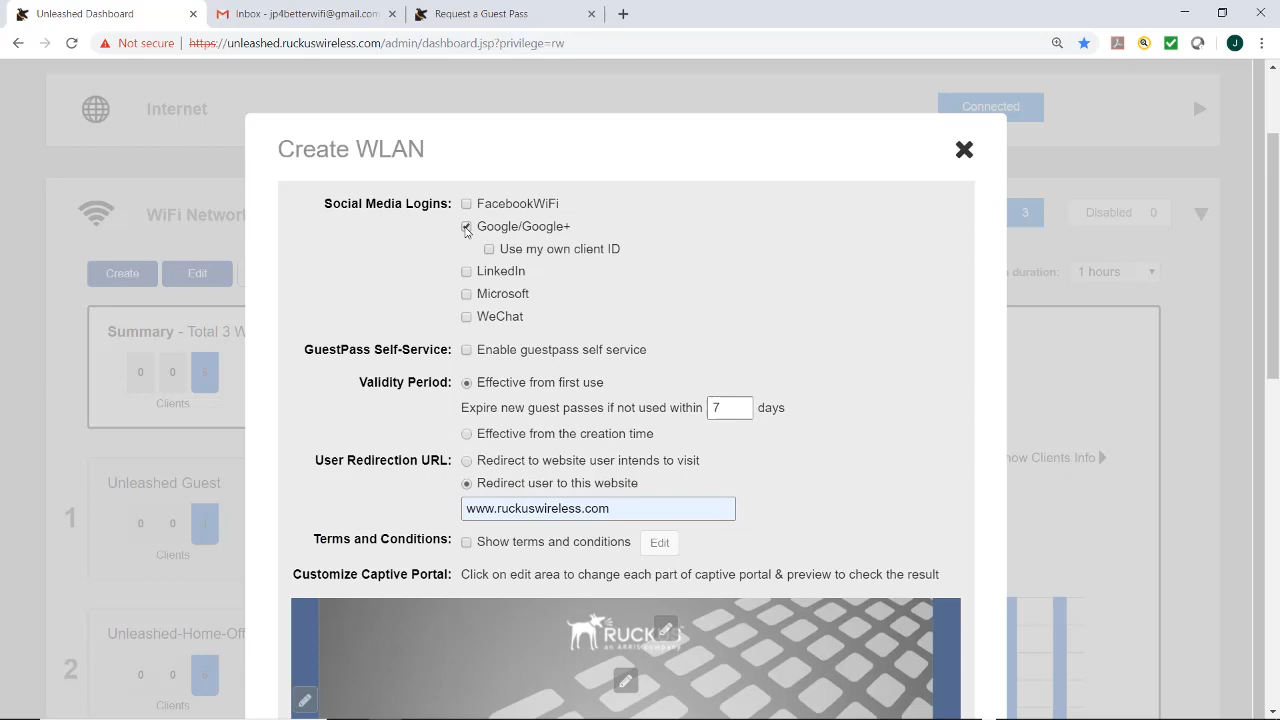 Unleashed Dashboard
Inbox - jp4betterwifi@gmail.com
Request a Guest Pass
Not secure
https://unleashed.ruckuswireless.com/admin/dashboard.jsp?privilege=rw
J
Internet
Connected
Create WLAN
WiFi Networ
3
Disabled 0
Create
Edit
duration:
1 hours
Summary - Total 3 W
0 0
Clients
Social Media Logins:
FacebookWiFi
Google/Google+
Use my own client ID
LinkedIn
Microsoft
WeChat
GuestPass Self-Service:
Enable guestpass self service
Validity Period:
Effective from first use
Expire new guest passes if not used within 7 days
Effective from the creation time
User Redirection URL:
Redirect to website user intends to visit
Redirect user to this website
www.ruckuswireless.com
Terms and Conditions:
Show terms and conditions
Edit
Customize Captive Portal:
Click on edit area to change each part of captive portal & preview to check the result
RUCKUS
an ARRIS company
1
Unleashed Guest
0 0
Clients
how Clients Info
2
Unleashed-Home-Off
0 0
Clients